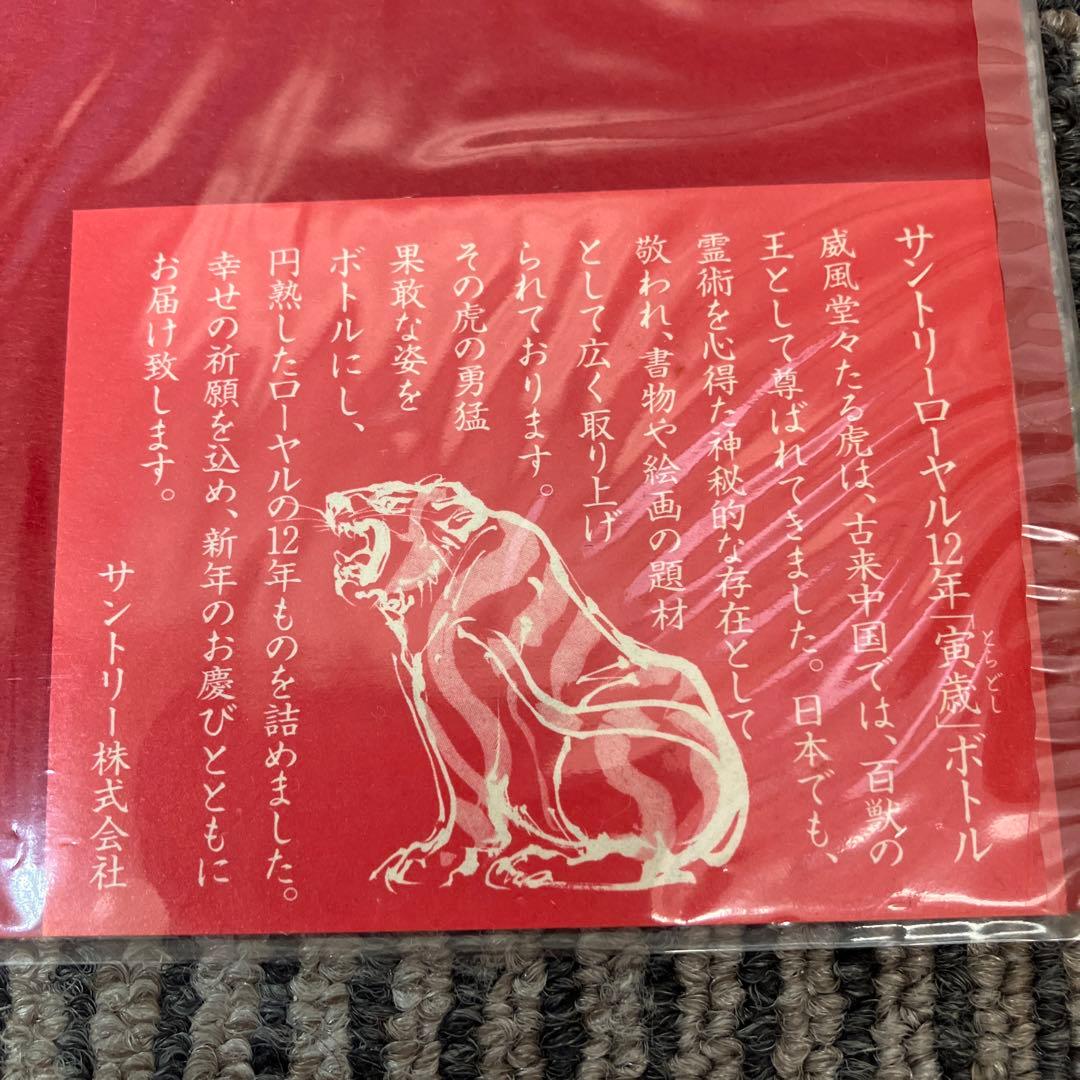 サントリーローヤル12年「寅歳」ボトル
とらどし
威風堂々たる虎は、古来中国では、百獣の
王として尊ばれてきました。日本でも、
霊術を心得た神秘的な存在として
敬われ、書物や絵画の題材
として広く取り上げ
られております。
その虎の勇猛
果敢な姿を
ボトルにし、
円熟したローヤルの12年ものを詰めました。
幸せの祈願を込め、新年のお慶びとともに
お届け致します。
サントリー株式会社